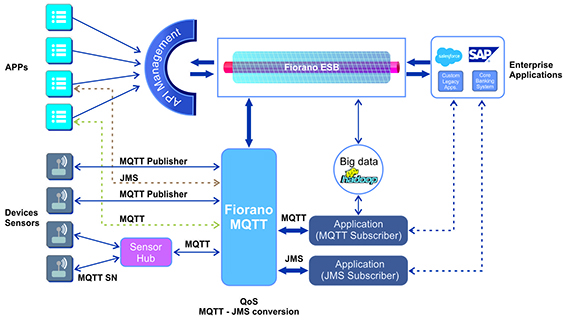 APPs
API Management
Fiorano ESB
salesforce
SAP
Custom
Legacy
Apps.
Core
Banking
System
Enterprise
Applications
MQTT Publisher
JMS
MQTT Publisher
MQTT
Devices
Sensors
Sensor
Hub
MQTT
MQTT SN
Fiorano
MQTT
Big data
hadoop
MQTT
Application
(MQTT Subscriber)
JMS
Application
(JMS Subscriber)
QoS
MQTT - JMS conversion